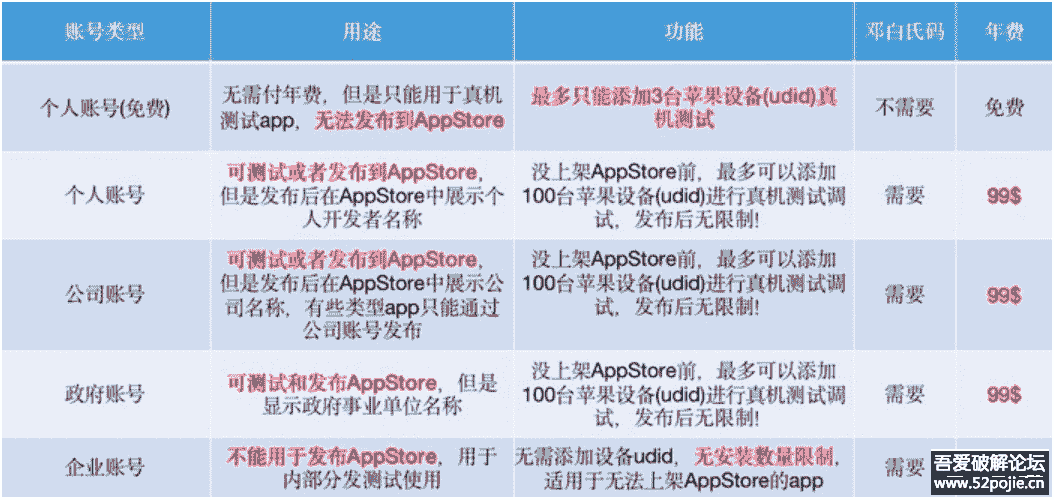 账号类型 用途 功能 邓白氏码 年费
个人账号(免费)
无需付年费，但是只能用于真机
测试app，无法发布到AppStore
最多只能添加3台苹果设备(udid)真
机测试
不需要
免费
个人账号
可测试或者发布到AppStore，
但是发布后在AppStore中展示个
人开发者名称
没上架AppStore前，最多可以添加
100台苹果设备(udid)进行真机测试调
试，发布后无限制!
需要
99$
公司账号
可测试或者发布到AppStore，
但是发布后在AppStore中展示公
司名称，有些类型app只能通过
公司账号发布
没上架AppStore前，最多可以添加
100台苹果设备(udid)进行真机测试调
试，发布后无限制!
需要
99$
政府账号
可测试和发布AppStore，但是
显示政府事业单位名称
没上架AppStore前，最多可以添加
100台苹果设备(udid)进行真机测试调
试，发布后无限制!
需要
99$
企业账号
不能用于发布AppStore，用于
内部分发测试使用
无需添加设备udid，无安装数量限制，
适用于无法上架AppStore的app
需要
吾爱破解论坛
www.52pojie.cn